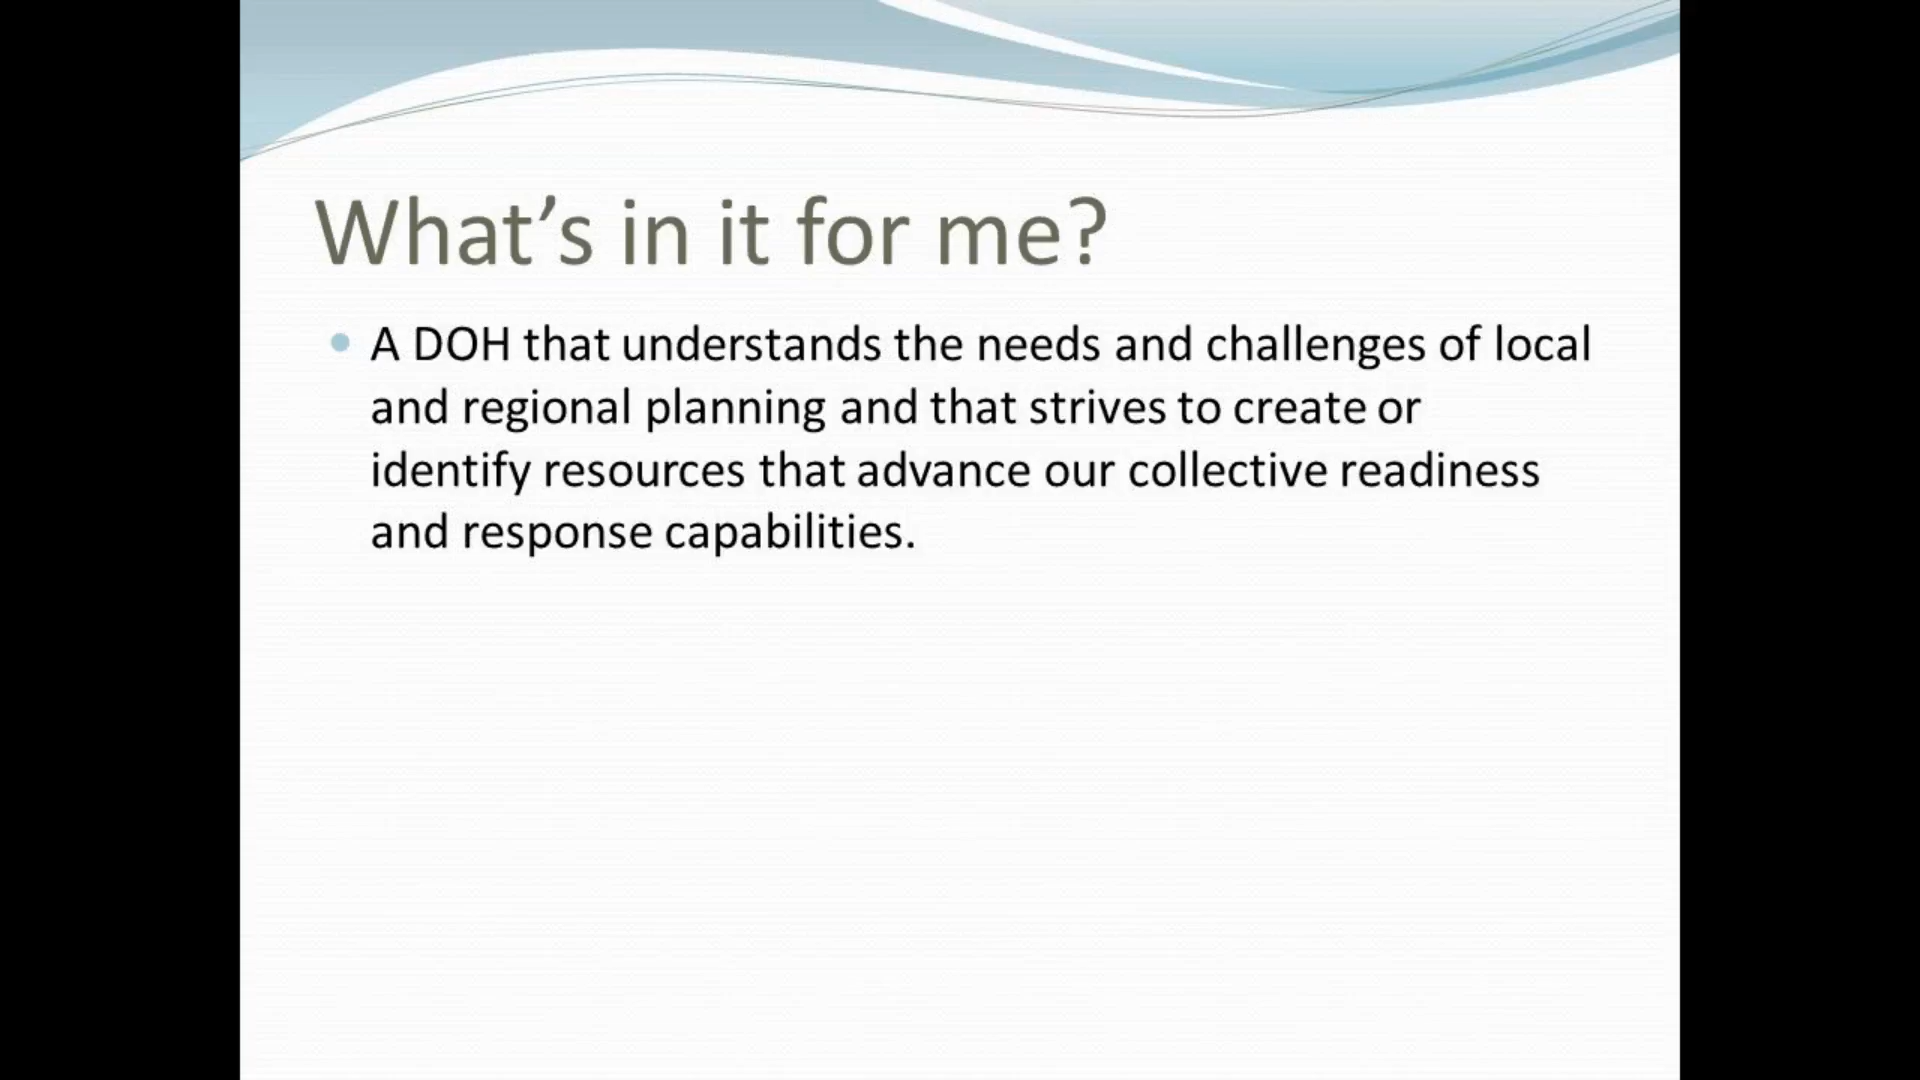 What’s in it for me?
A DOH that understands the needs and challenges of local
and regional planning and that strives to create or
identify resources that advance our collective readiness
and response capabilities.